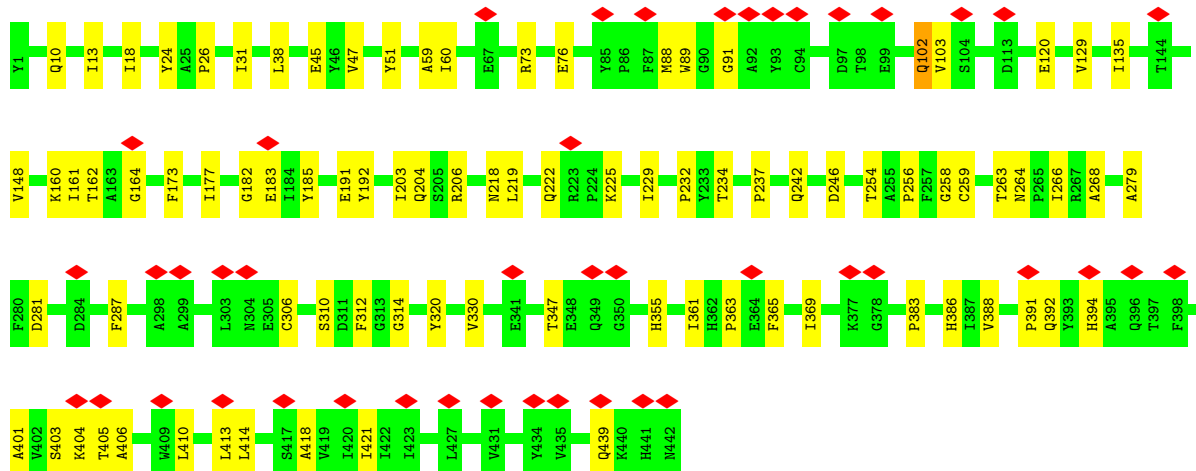 Y1 Q10 I13 I18 Y24 A25 P26 I31 L38 E45 Y46 V47 Y51 A59 I60 E67 R73 E76 Y85 P86 F87 M88 W89 G90 G91 A92 Y93 C94 D97 T98 E99 Q102 V103 S104 D113 E120 V129 I135 T144
V148 K160 I161 T162 A163 G164 F173 I177 G182 E183 I184 Y185 E191 Y192 I203 Q204 S205 R206 N218 L219 Q222 R223 P224 K225 I229 P232 Y233 T234 P237 Q242 D246 T254 A255 P256 F257 G258 C259 T263 N264 P265 I266 R267 A268 A279
F280 D281 D284 F287 A298 A299 L303 N304 E305 C306 S310 D311 F312 G313 G314 Y320 V330 E341 T347 E348 Q349 G350 H355 I361 H362 P363 E364 F365 I369 K377 G378 P383 H386 I387 V388 P391 Q392 Y393 H394 A395 Q396 T397 F398
A401 V402 S403 K404 T405 A406 W409 L410 L413 L414 S417 A418 V419 I420 I421 I422 I423 L427 V431 Y434 V435 Q439 K440 H441 N442